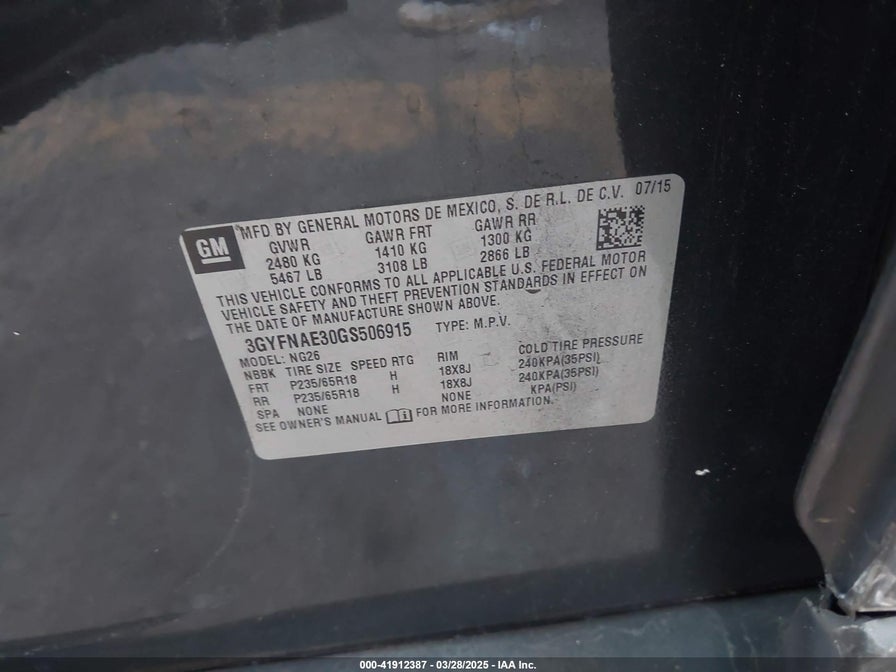 GM
MFD BY GENERAL MOTORS DE MEXICO, S. DE R.L. DE C.V. 07/15
GVWR GAWR FRT GAWR RR
2480 KG 1410 KG 1300 KG
5467 LB 3108 LB 2866 LB
THIS VEHICLE CONFORMS TO ALL APPLICABLE U.S. FEDERAL MOTOR
VEHICLE SAFETY AND THEFT PREVENTION STANDARDS IN EFFECT ON
THE DATE OF MANUFACTURE SHOWN ABOVE.
3GYFNAE30GS506915 TYPE: M.P.V.
MODEL: NG26
NBBK TIRE SIZE SPEED RTG RIM COLD TIRE PRESSURE
FRT P235/65R18 H 18X8J 240KPA(35PSI)
RR P235/65R18 H 18X8J 240KPA(35PSI)
SPA NONE NONE KPA(PSI)
SEE OWNER'S MANUAL FOR MORE INFORMATION.
000-41912387 - 03/28/2025 - IAA Inc.